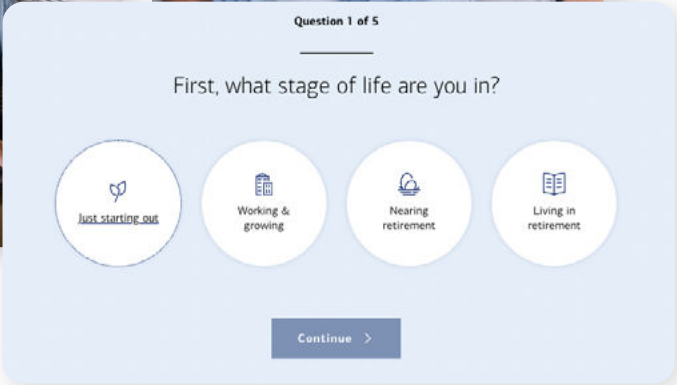 Question 1 of 5
First, what stage of life are you in?
Just starting out
Working &
growing
Nearing
retirement
Living in
retirement
Continue